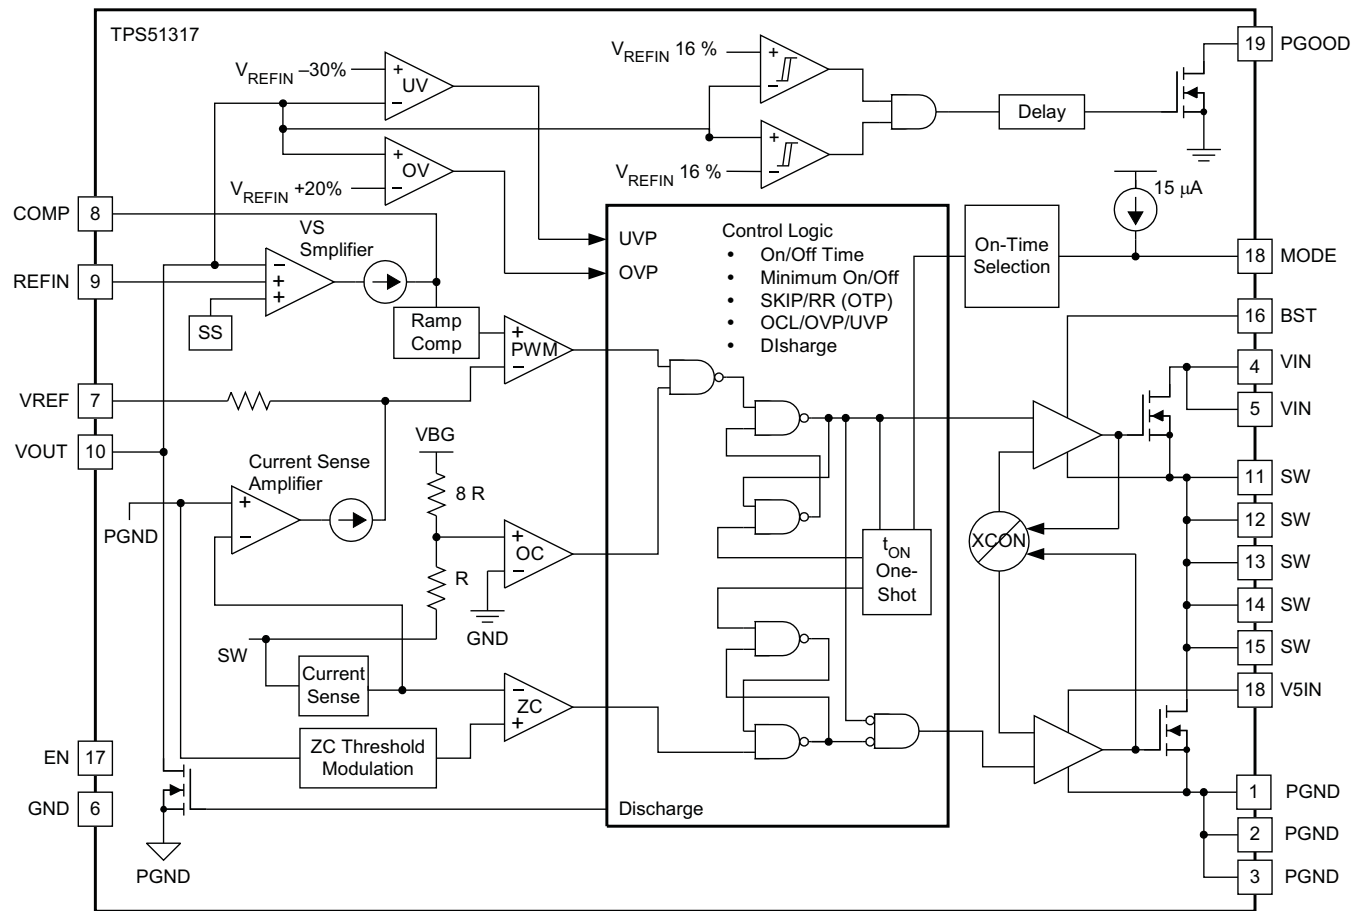 TPS51317
V_REFIN –30%
+
UV
−
+
OV
−
V_REFIN +20%
V_REFIN 16 %
+
−
+
−
V_REFIN 16 %
Delay
19 PGOOD
15 µA
COMP 8
VS
Smplifier
REFIN 9
−
+
+
SS
Ramp
Comp
+
PWM
−
UVP
OVP
Control Logic
• On/Off Time
• Minimum On/Off
• SKIP/RR (OTP)
• OCL/OVP/UVP
• DIsharge
On-Time
Selection
18 MODE
16 BST
4 VIN
5 VIN
VREF 7
VOUT 10
VBG
8 R
R
Current Sense
Amplifier
+
−
PGND
+
OC
−
GND
SW
Current
Sense
−
ZC
+
ZC Threshold
Modulation
t_ON
One-
Shot
XCON
11 SW
12 SW
13 SW
14 SW
15 SW
18 V5IN
EN 17
GND 6
PGND
Discharge
1 PGND
2 PGND
3 PGND